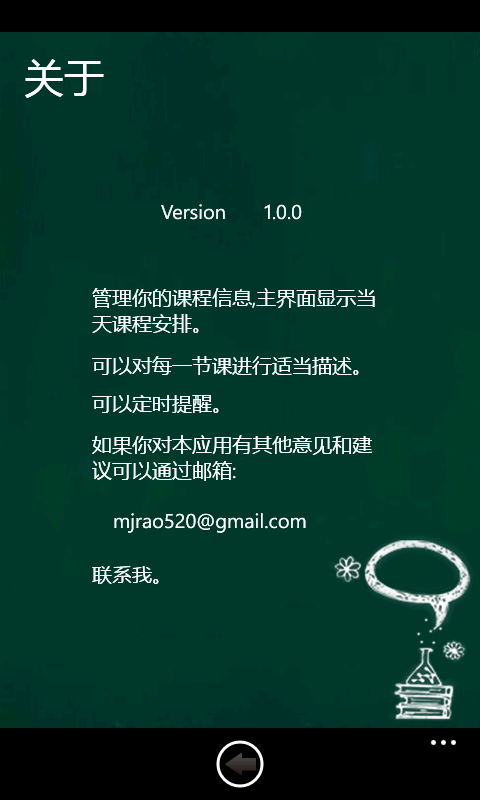 关于
Version 1.0.0
管理你的课程信息,主界面显示当
天课程安排。
可以对每一节课进行适当描述。
可以定时提醒。
如果你对本应用有其他意见和建
议可以通过邮箱:
mjrao520@gmail.com
联系我。